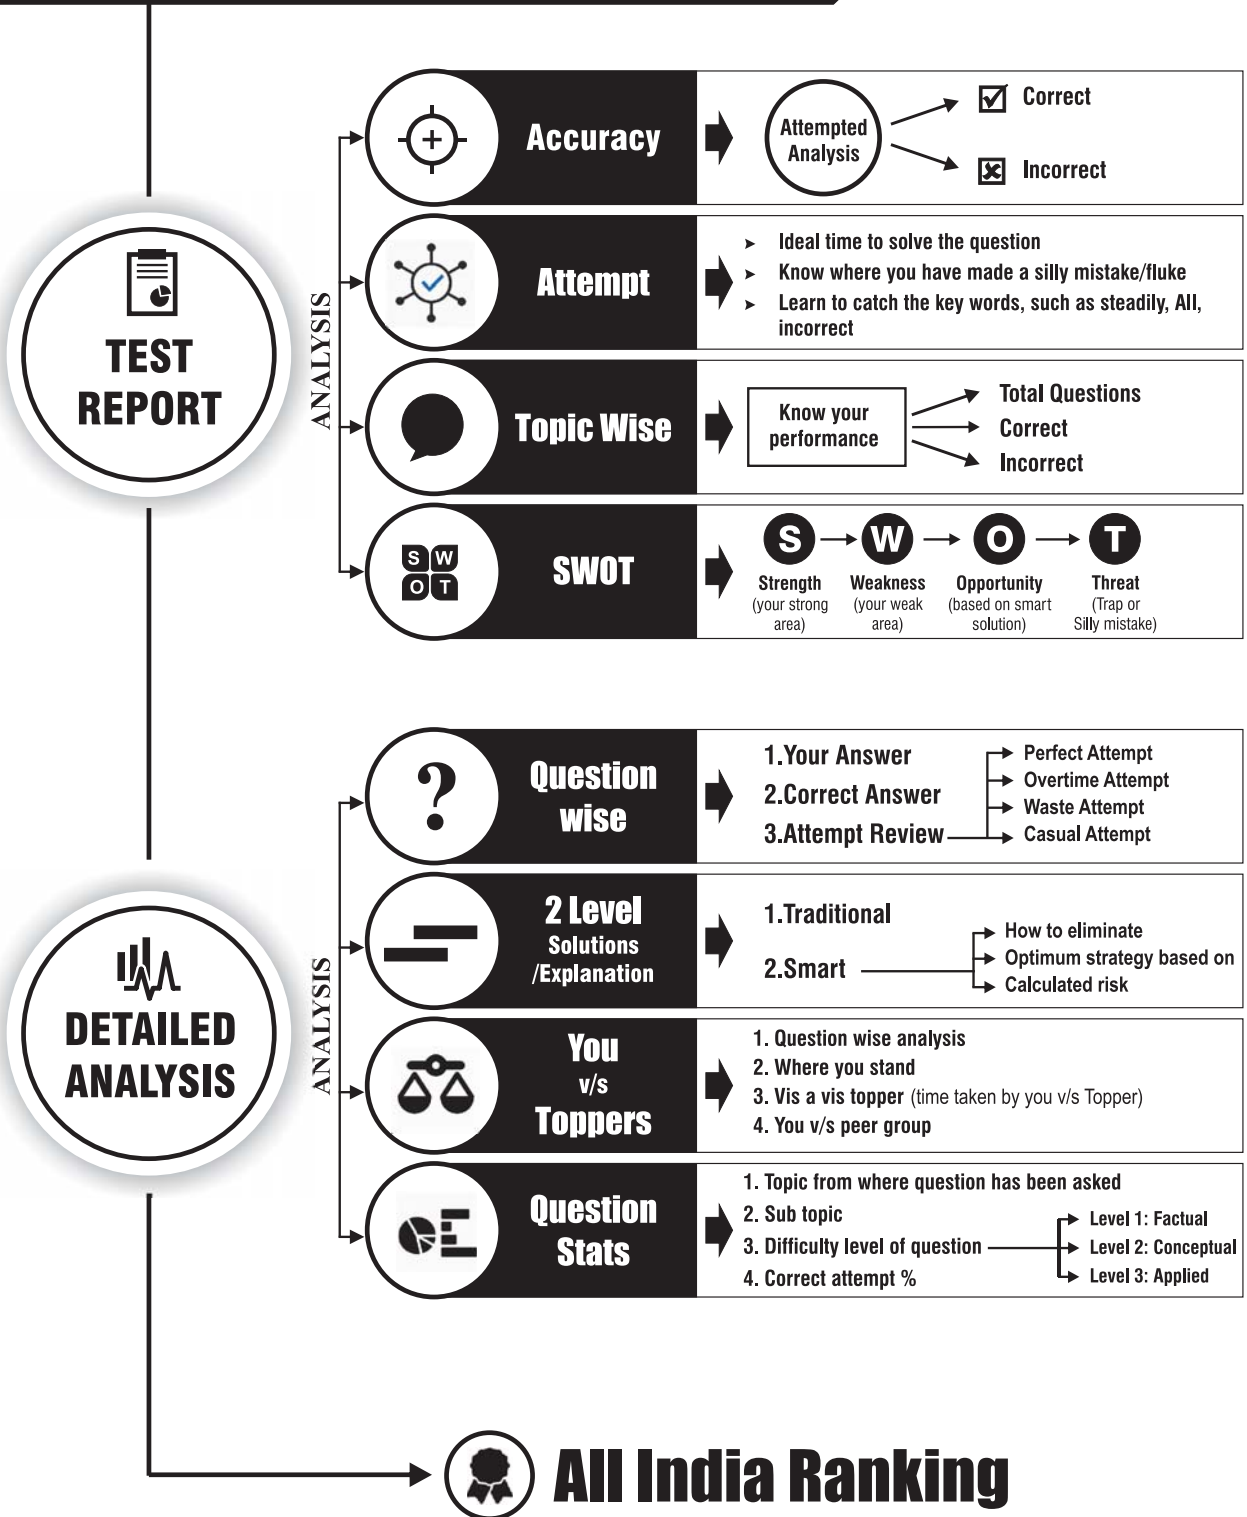 TEST
REPORT
ANALYSIS
Accuracy
Attempted
Analysis
Correct
Incorrect
Attempt
➤ Ideal time to solve the question
➤ Know where you have made a silly mistake/fluke
➤ Learn to catch the key words, such as steadily, All,
incorrect
Topic Wise
Know your
performance
Total Questions
Correct
Incorrect
S W
O T
SWOT
S W O T
Strength Weakness Opportunity Threat
(your strong (your weak (based on smart (Trap or
area) area) solution) Silly mistake)
DETAILED
ANALYSIS
ANALYSIS
?
Question
wise
1.Your Answer
2.Correct Answer
3.Attempt Review
Perfect Attempt
Overtime Attempt
Waste Attempt
Casual Attempt
2 Level
Solutions
/Explanation
1.Traditional
2.Smart
How to eliminate
Optimum strategy based on
Calculated risk
You
v/s
Toppers
1. Question wise analysis
2. Where you stand
3. Vis a vis topper (time taken by you v/s Topper)
4. You v/s peer group
Question
Stats
1. Topic from where question has been asked
2. Sub topic
3. Difficulty level of question
4. Correct attempt %
Level 1: Factual
Level 2: Conceptual
Level 3: Applied
All India Ranking